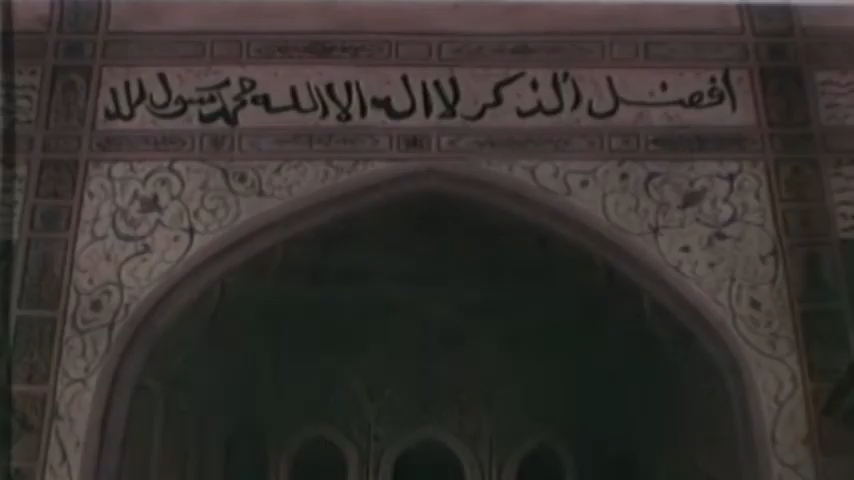 افضل الذكر لا اله الا الله محمد رسول الله